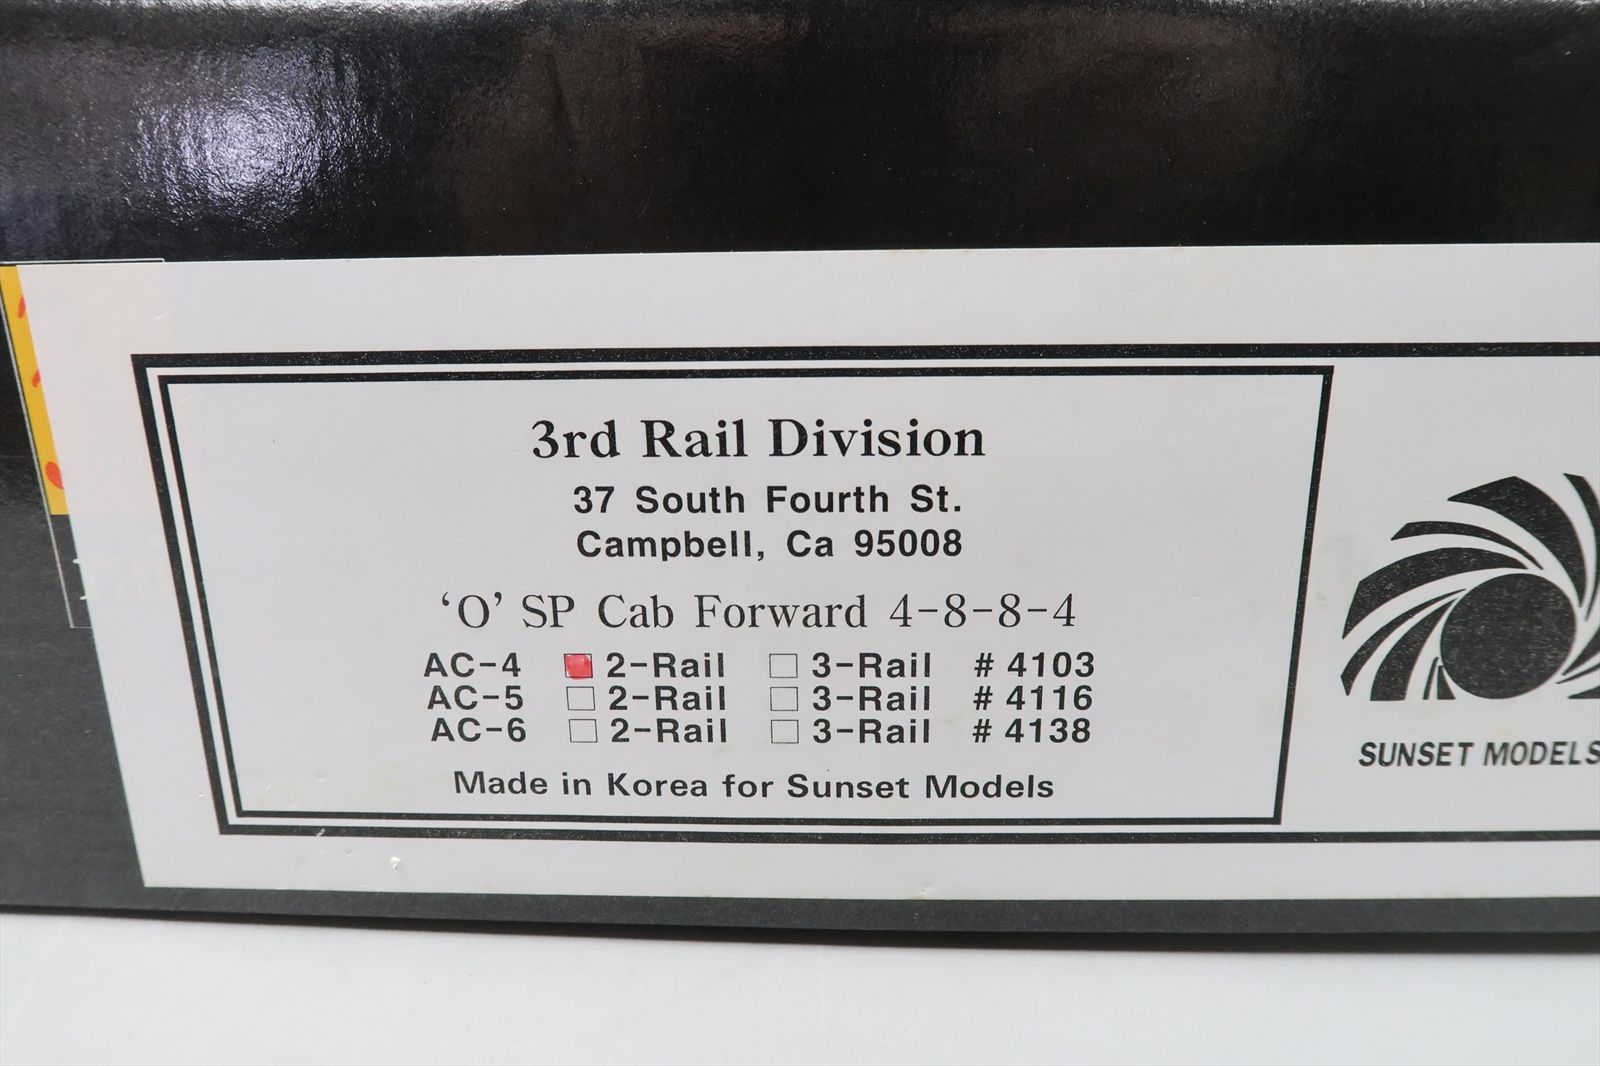 3rd Rail Division
37 South Fourth St.
Campbell, Ca 95008
‘O’ SP Cab Forward 4-8-8-4
AC-4 2-Rail 3-Rail # 4103
AC-5 2-Rail 3-Rail # 4116
AC-6 2-Rail 3-Rail # 4138
Made in Korea for Sunset Models
SUNSET MODELS